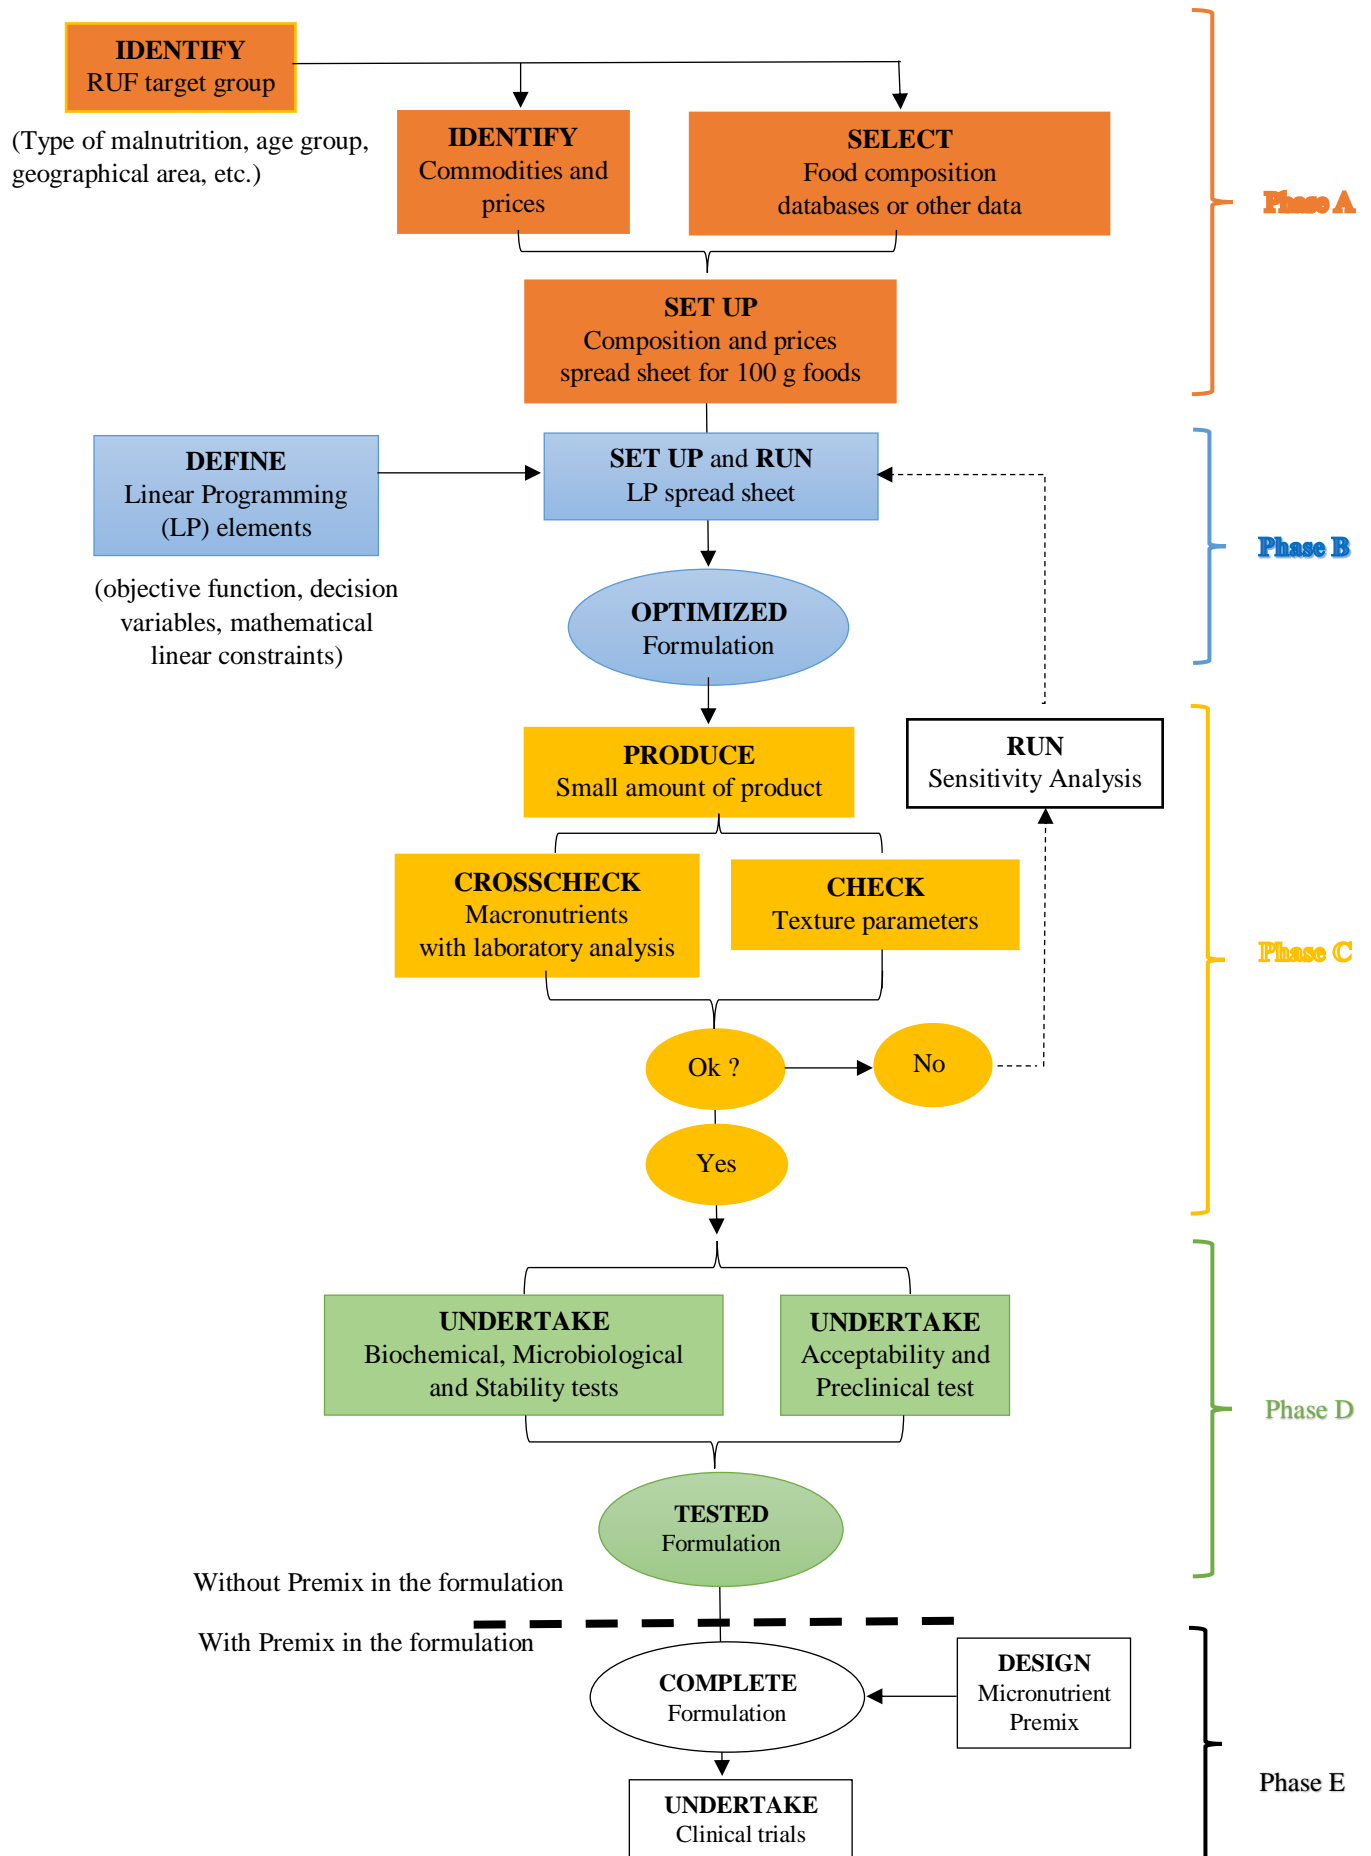 IDENTIFY
RUF target group
(Type of malnutrition, age group,
geographical area, etc.)
IDENTIFY
Commodities and
prices
SELECT
Food composition
databases or other data
Phase A
SET UP
Composition and prices
spread sheet for 100 g foods
DEFINE
Linear Programming
(LP) elements
(objective function, decision
variables, mathematical
linear constraints)
SET UP and RUN
LP spread sheet
Phase B
OPTIMIZED
Formulation
PRODUCE
Small amount of product
RUN
Sensitivity Analysis
CROSSCHECK
Macronutrients
with laboratory analysis
CHECK
Texture parameters
Phase C
Ok ?
No
Yes
UNDERTAKE
Biochemical, Microbiological
and Stability tests
UNDERTAKE
Acceptability and
Preclinical test
Phase D
TESTED
Formulation
Without Premix in the formulation
With Premix in the formulation
COMPLETE
Formulation
DESIGN
Micronutrient
Premix
Phase E
UNDERTAKE
Clinical trials